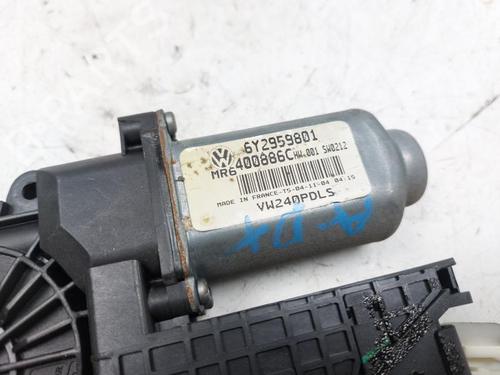 6Y2959801
MR6400886C HW.001 SW0212
MADE IN FRANCE-TS-04-11-04 04:15
VW240PDLS